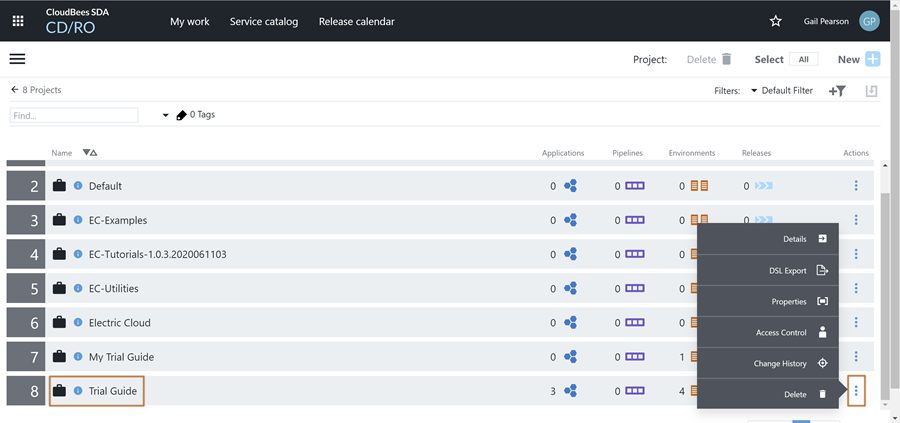 CloudBees SDA
CD/RO
My work
Service catalog
Release calendar
Gail Pearson
GP
Project:
Delete
Select
All
New
8 Projects
Filters:
Default Filter
Find...
0 Tags
Name
Applications
Pipelines
Environments
Releases
Actions
2 Default 0 0 0 0
3 EC-Examples 0 0 0 0
4 EC-Tutorials-1.0.3.2020061103 0 0 0
5 EC-Utilities 0 0 0
6 Electric Cloud 0 0 0
7 My Trial Guide 0 0 1
8 Trial Guide 3 0 4
Details
DSL Export
Properties
Access Control
Change History
Delete